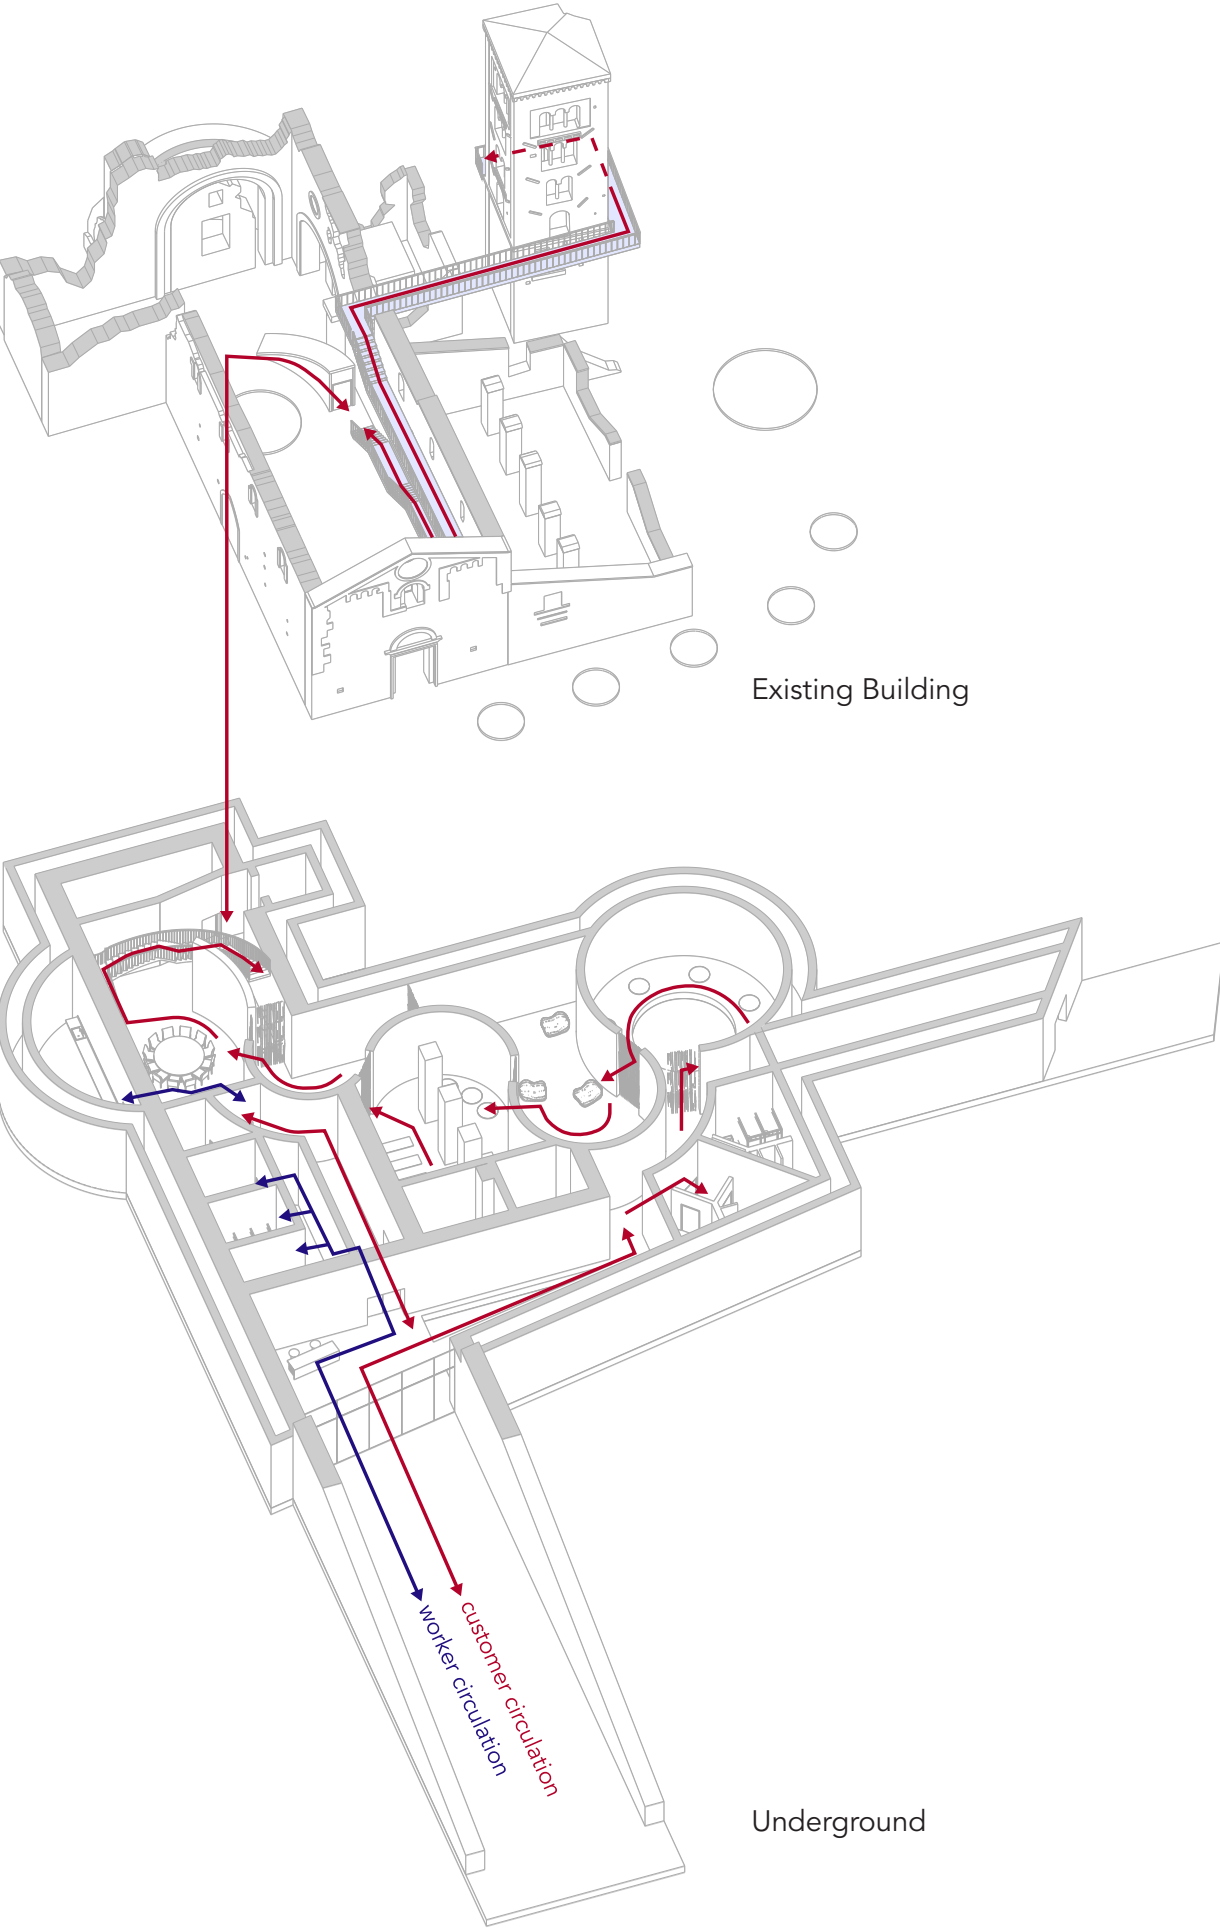 Existing Building
worker circulation
customer circulation
Underground